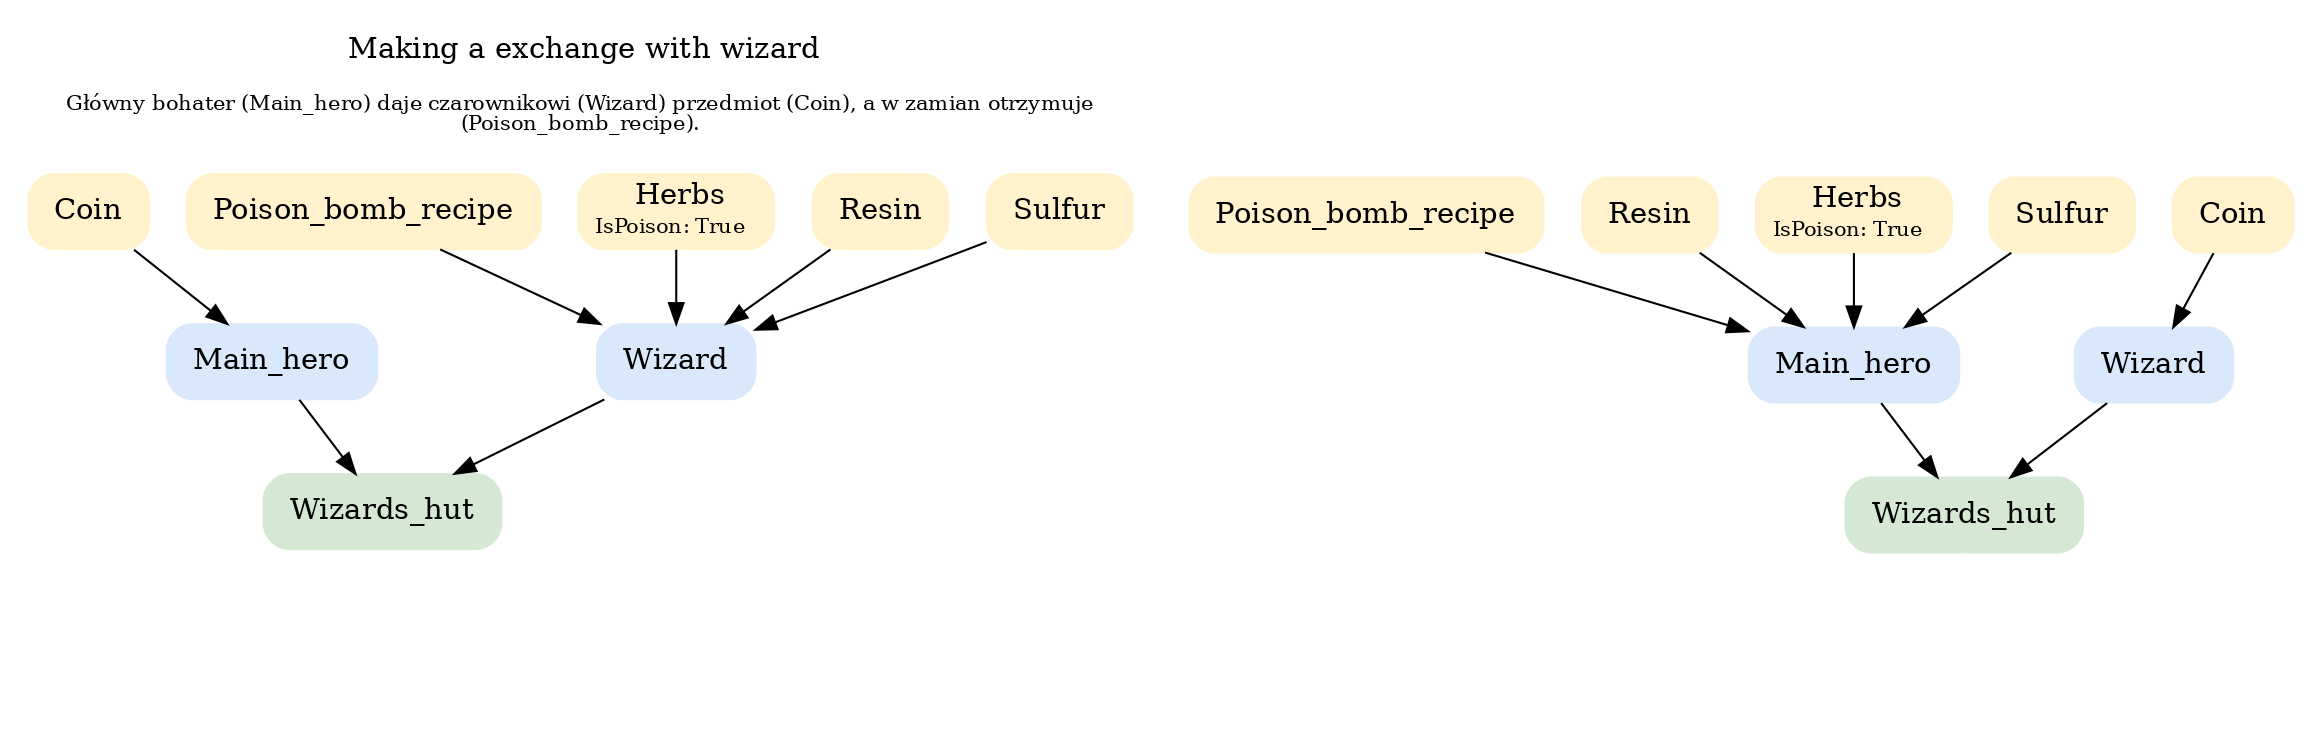 Making a exchange with wizard
Główny bohater (Main_hero) daje czarownikowi (Wizard) przedmiot (Coin), a w zamian otrzymuje
(Poison_bomb_recipe).
Coin
Poison_bomb_recipe
Herbs
IsPoison: True
Resin
Sulfur
Main_hero
Wizard
Wizards_hut
Poison_bomb_recipe
Resin
Herbs
IsPoison: True
Sulfur
Coin
Main_hero
Wizard
Wizards_hut